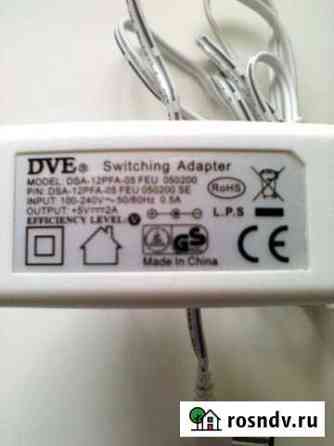 DVE® Switching Adapter
MODEL: DSA-12PFA-05 FEU 050200
P/N: DSA-12PFA-05 FEU 050200 SE
INPUT: 100-240V~50/60Hz 0.5A
OUTPUT: +5V⎓2A
EFFICIENCY LEVEL V
RoHS
L.P.S
GS
CE
Made In China
rosndv.ru